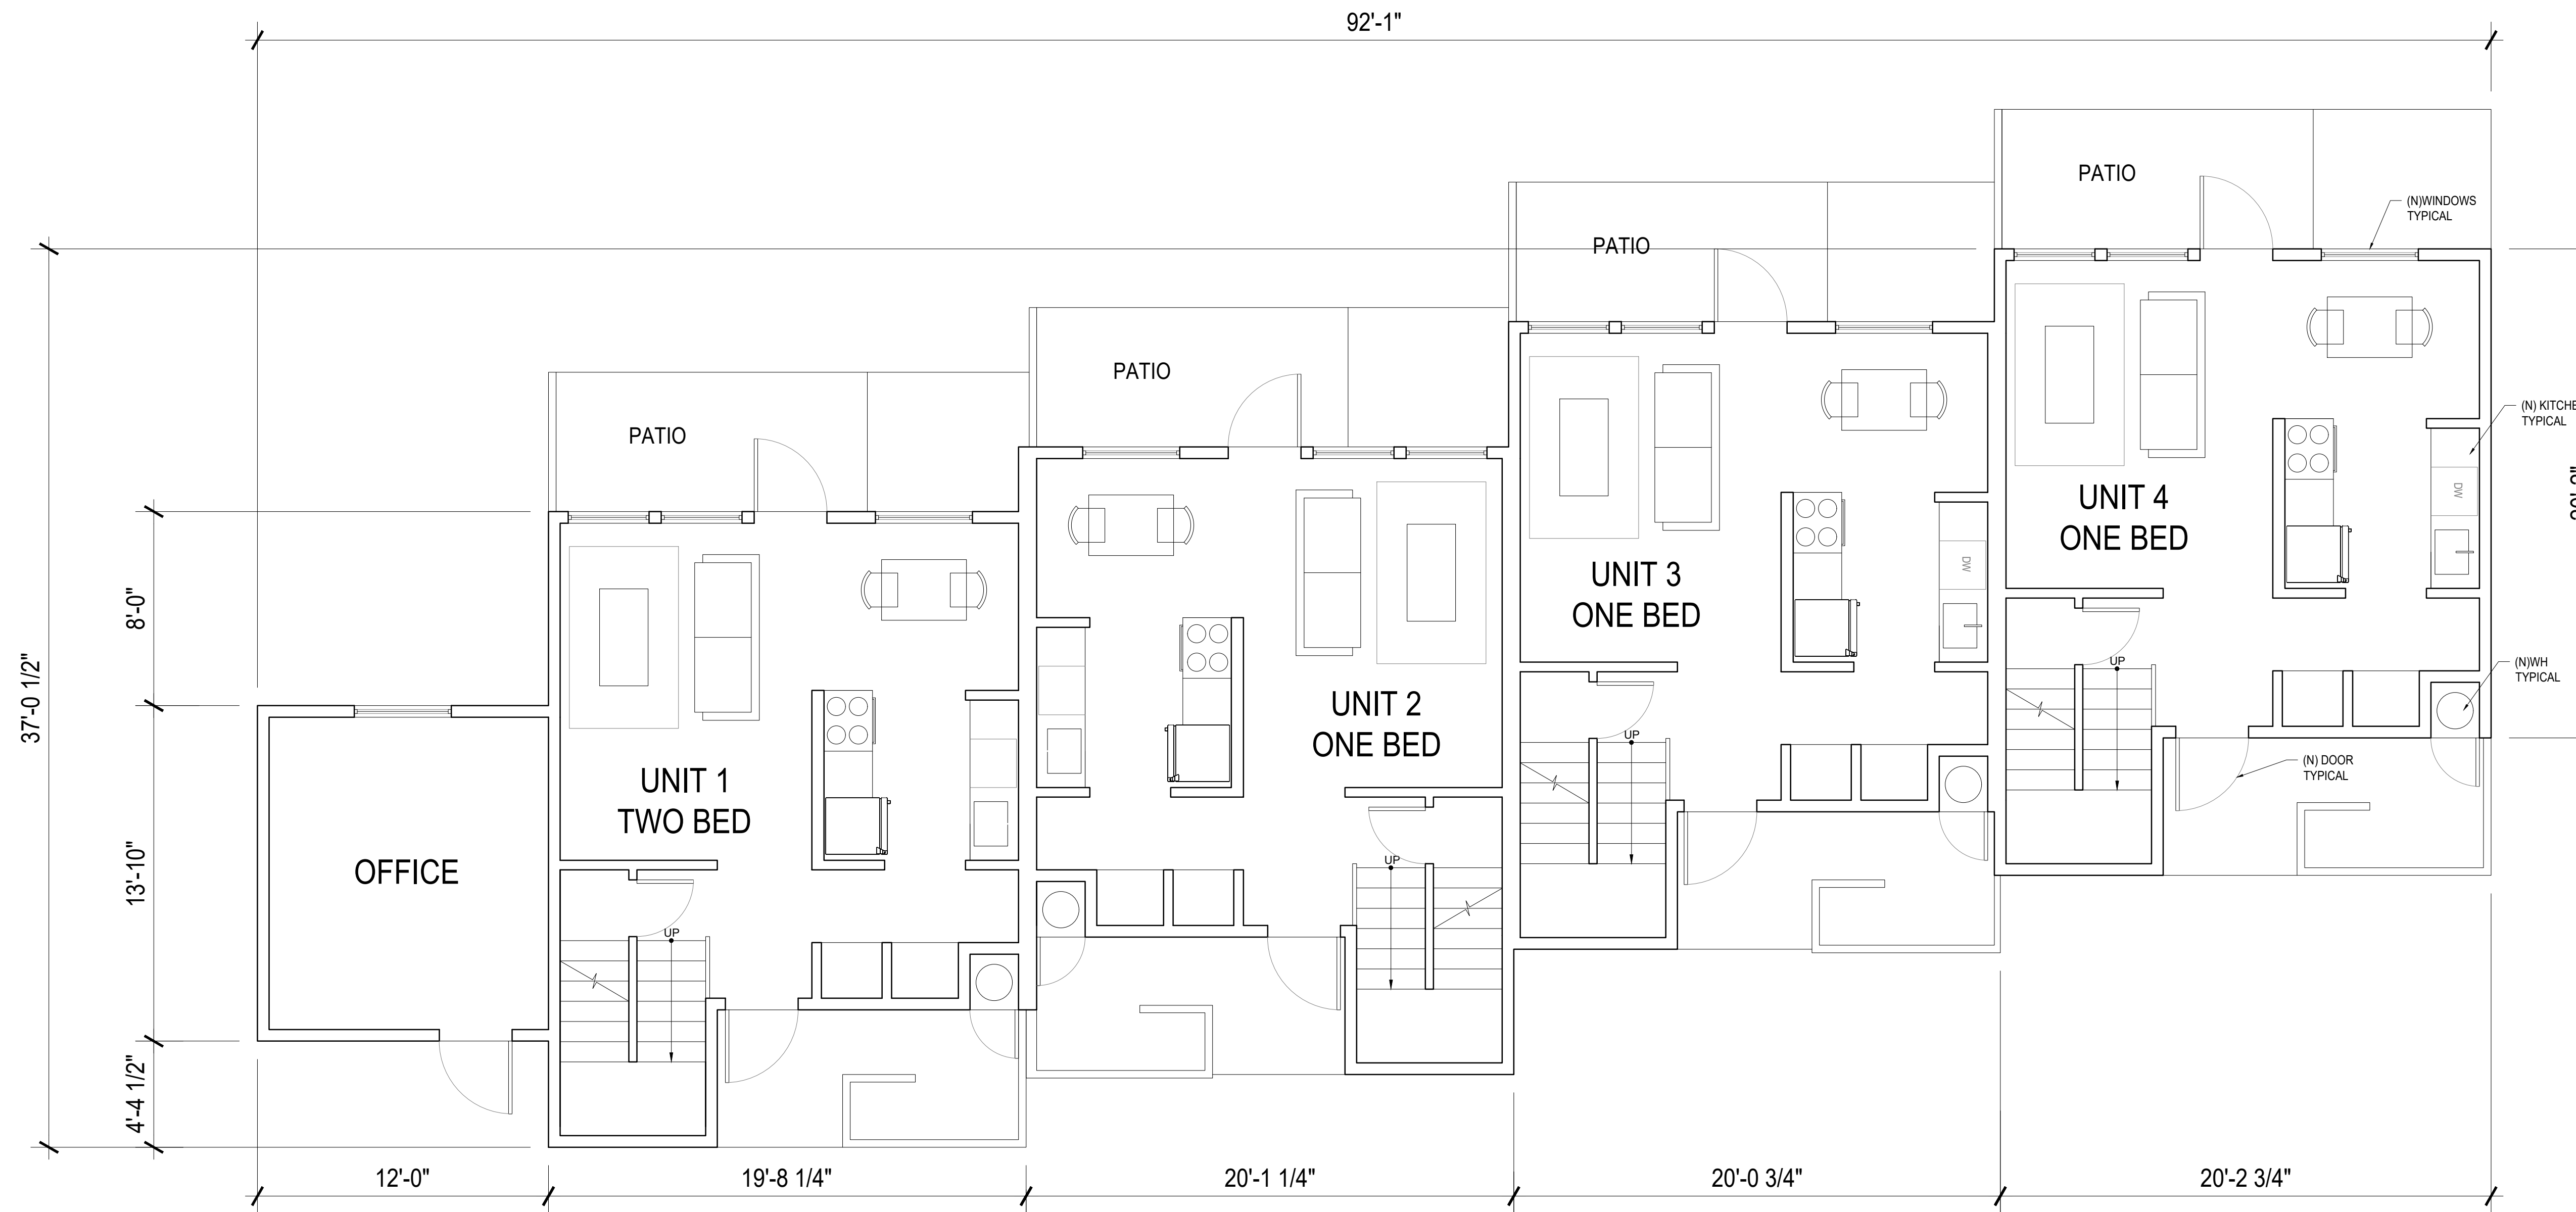 92'-1"
PATIO
(N)WINDOWS
TYPICAL
PATIO
PATIO
PATIO
(N) KITCHE
TYPICAL
DW
UNIT 4
ONE BED
DW
UNIT 3
ONE BED
8'-0"
37'-0 1/2"
UP
(N)WH
TYPICAL
UNIT 2
ONE BED
UP
UNIT 1
TWO BED
(N) DOOR
TYPICAL
13'-10"
OFFICE
UP
UP
4'-4 1/2"
12'-0"
19'-8 1/4"
20'-1 1/4"
20'-0 3/4"
20'-2 3/4"